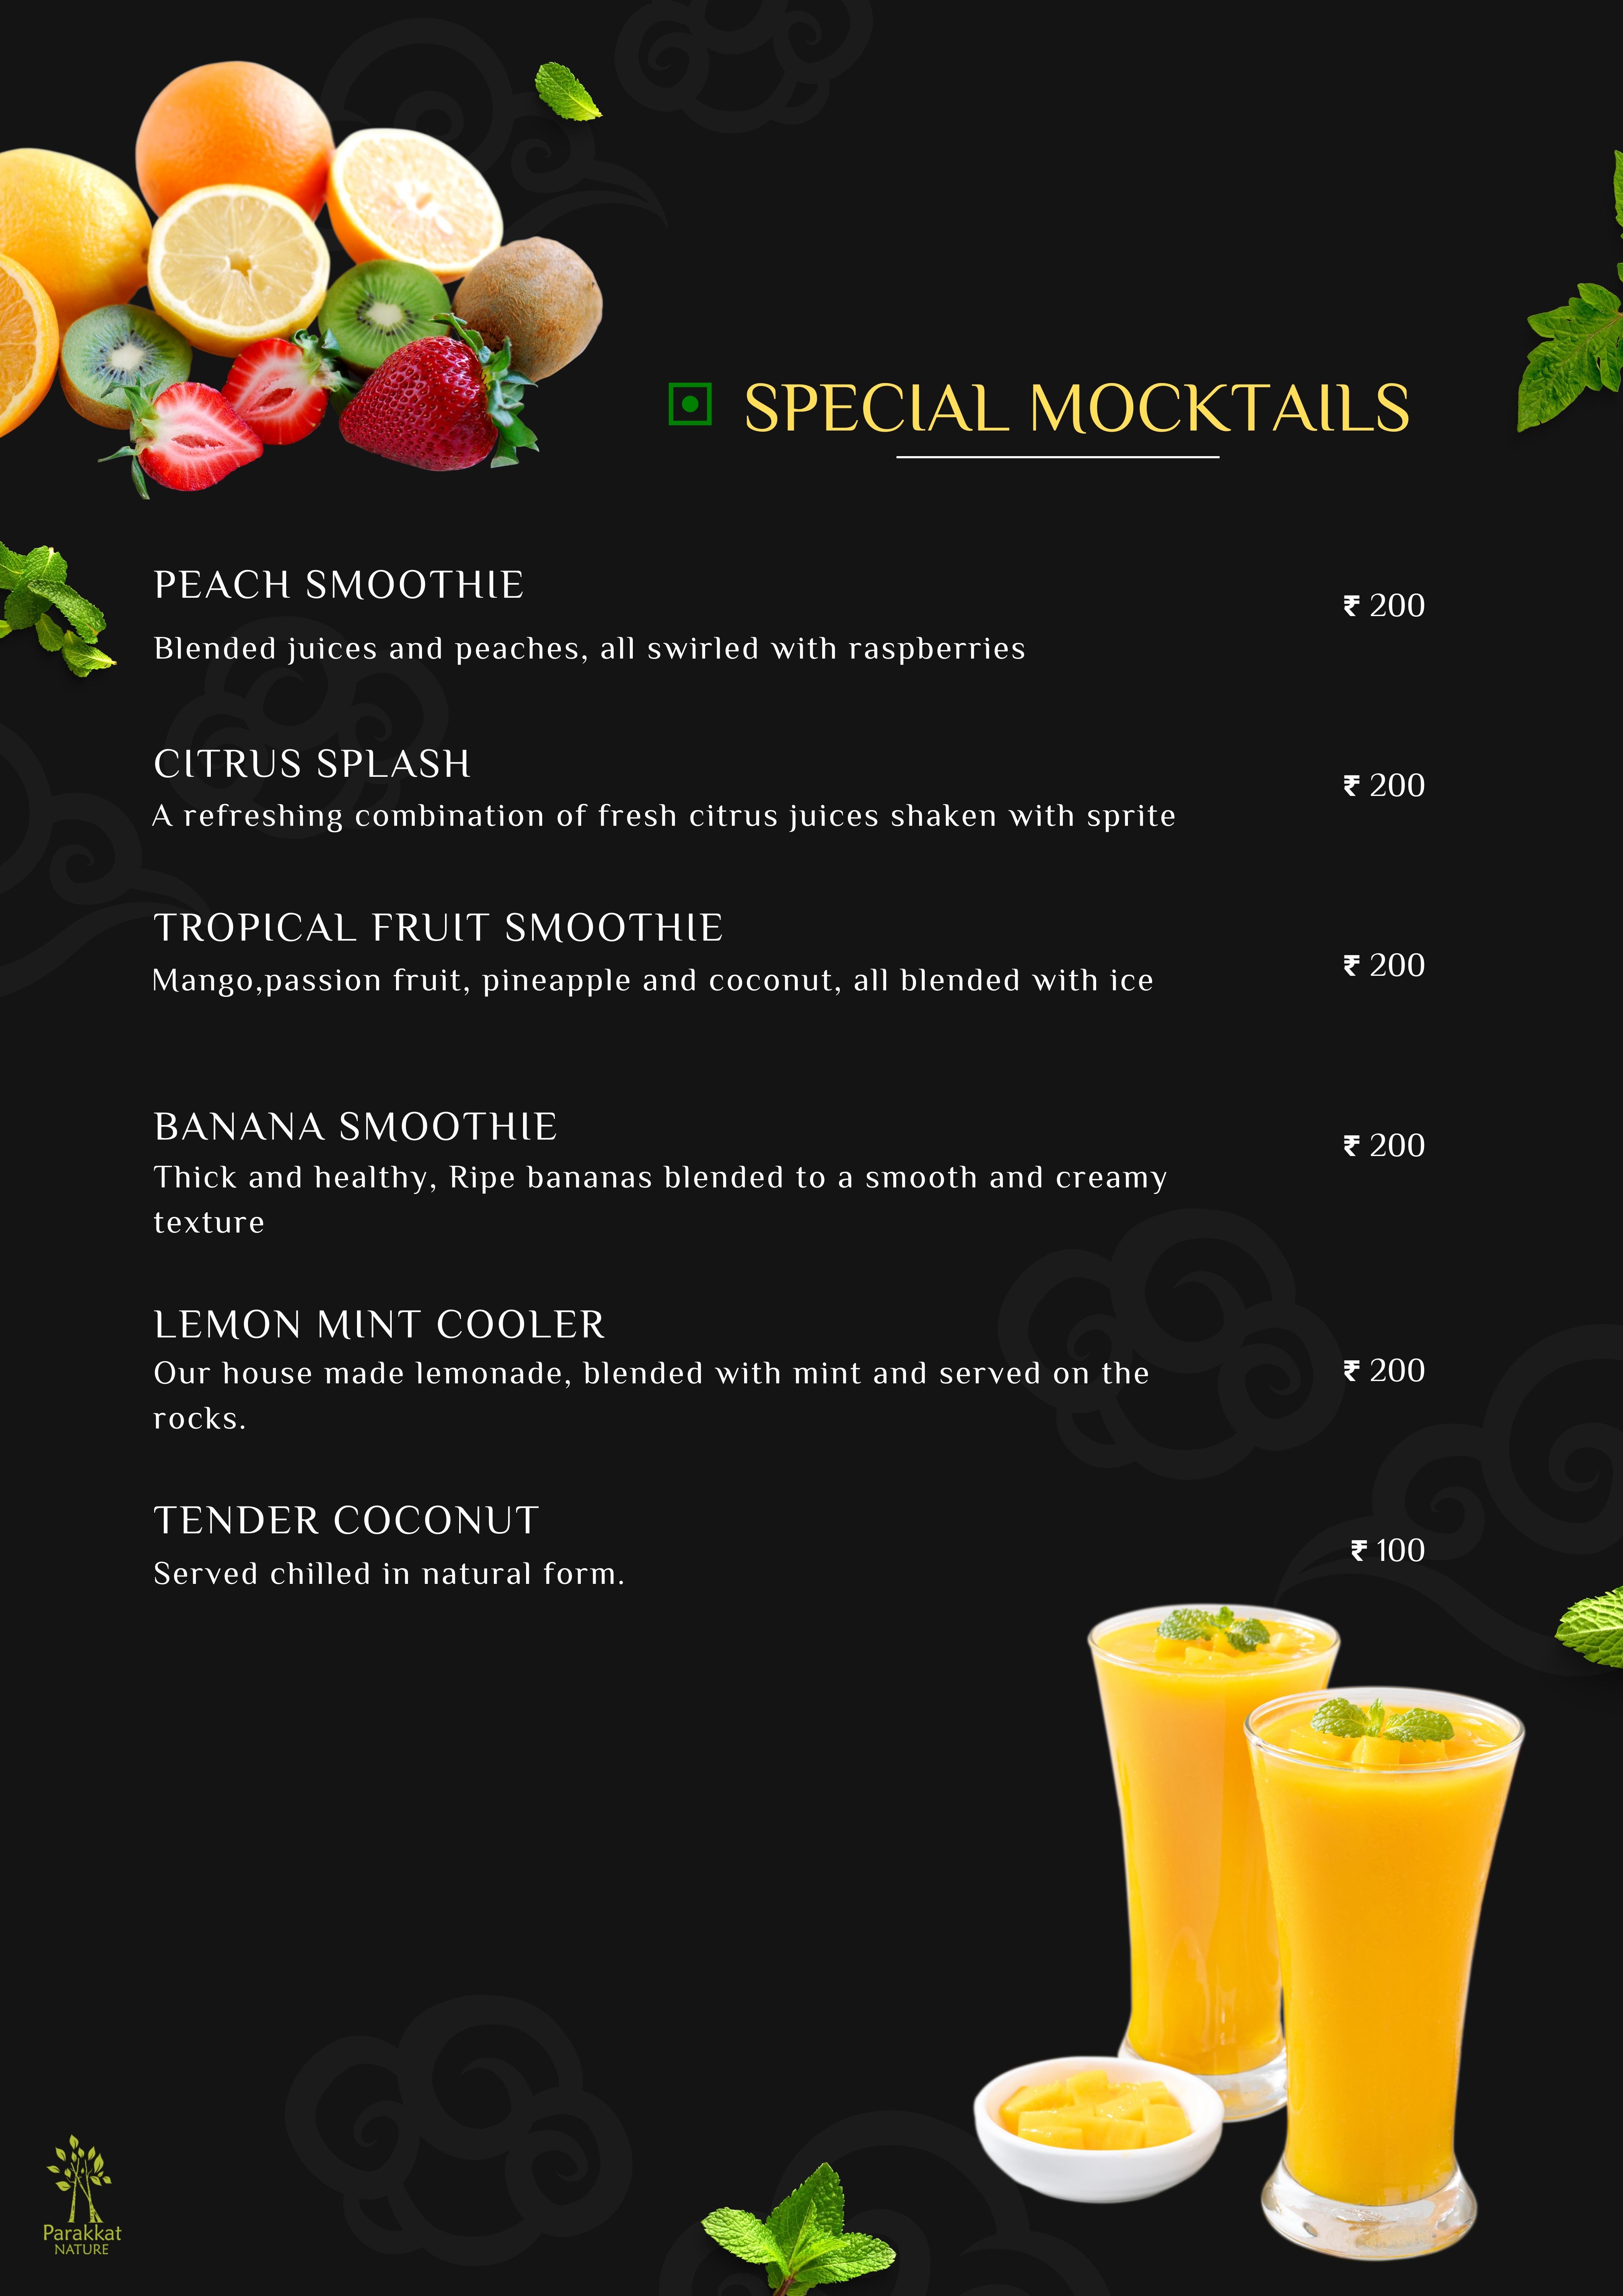 SPECIAL MOCKTAILS
PEACH SMOOTHIE
₹ 200
Blended juices and peaches, all swirled with raspberries
CITRUS SPLASH
₹ 200
A refreshing combination of fresh citrus juices shaken with sprite
TROPICAL FRUIT SMOOTHIE
₹ 200
Mango,passion fruit, pineapple and coconut, all blended with ice
BANANA SMOOTHIE
₹ 200
Thick and healthy, Ripe bananas blended to a smooth and creamy
texture
LEMON MINT COOLER
Our house made lemonade, blended with mint and served on the
₹ 200
rocks.
TENDER COCONUT
₹ 100
Served chilled in natural form.
Parakkat
NATURE